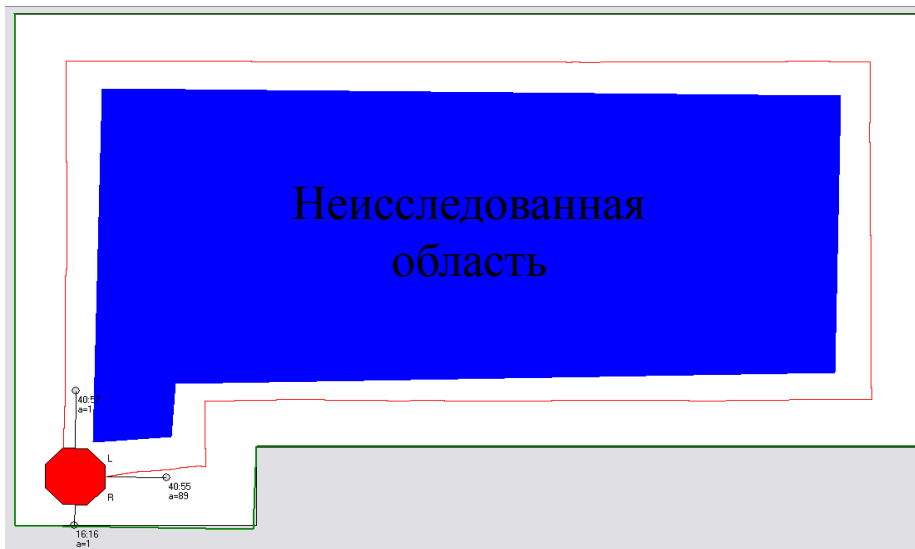 Неисследованная
область
40:57
a=1
L
40:55
a=89
R
16:16
a=1